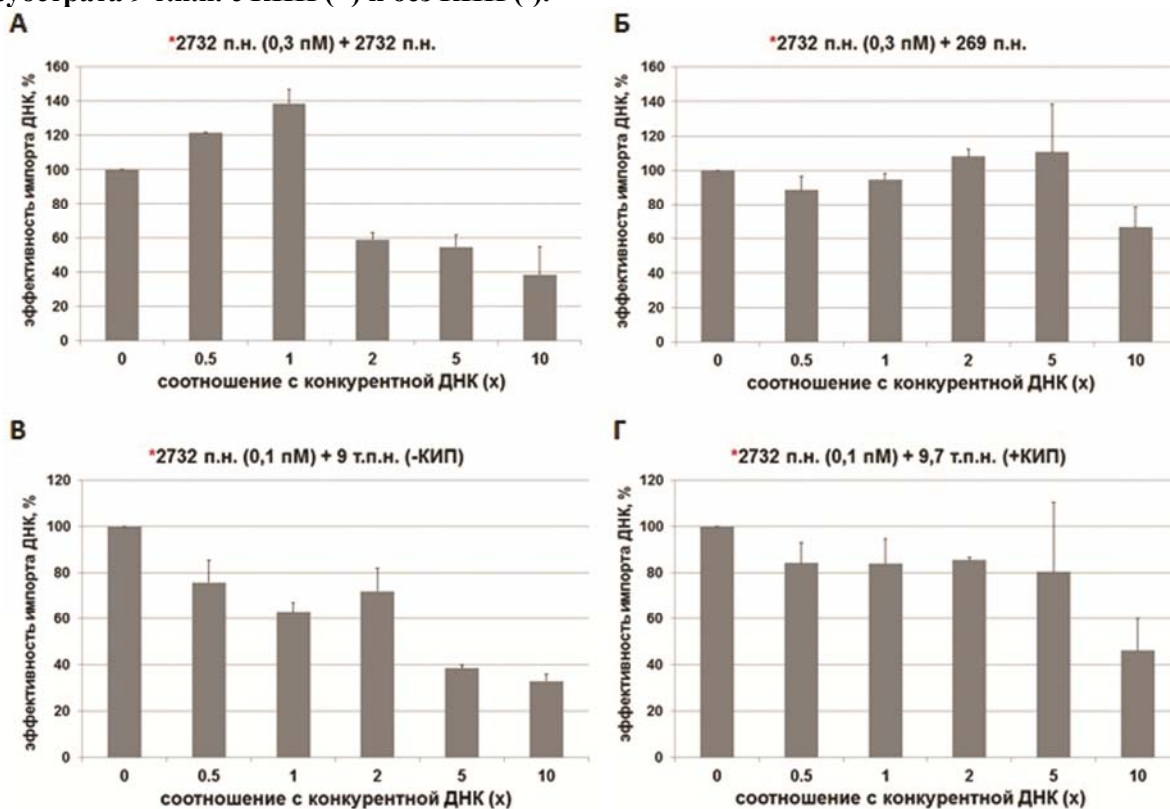 А
*2732 п.н. (0,3 пМ) + 2732 п.н.
эффективность импорта ДНК, %
160
140
120
100
80
60
40
20
0
0 0.5 1 2 5 10
соотношение с конкурентной ДНК (х)
Б
*2732 п.н. (0,3 пМ) + 269 п.н.
эффективность импорта ДНК, %
160
140
120
100
80
60
40
20
0
0 0.5 1 2 5 10
соотношение с конкурентной ДНК (х)
В
*2732 п.н. (0,1 пМ) + 9 т.п.н. (-КИП)
эффективность импорта ДНК, %
120
100
80
60
40
20
0
0 0.5 1 2 5 10
соотношение с конкурентной ДНК (х)
Г
*2732 п.н. (0,1 пМ) + 9,7 т.п.н. (+КИП)
эффективность импорта ДНК, %
120
100
80
60
40
20
0
0 0.5 1 2 5 10
соотношение с конкурентной ДНК (х)